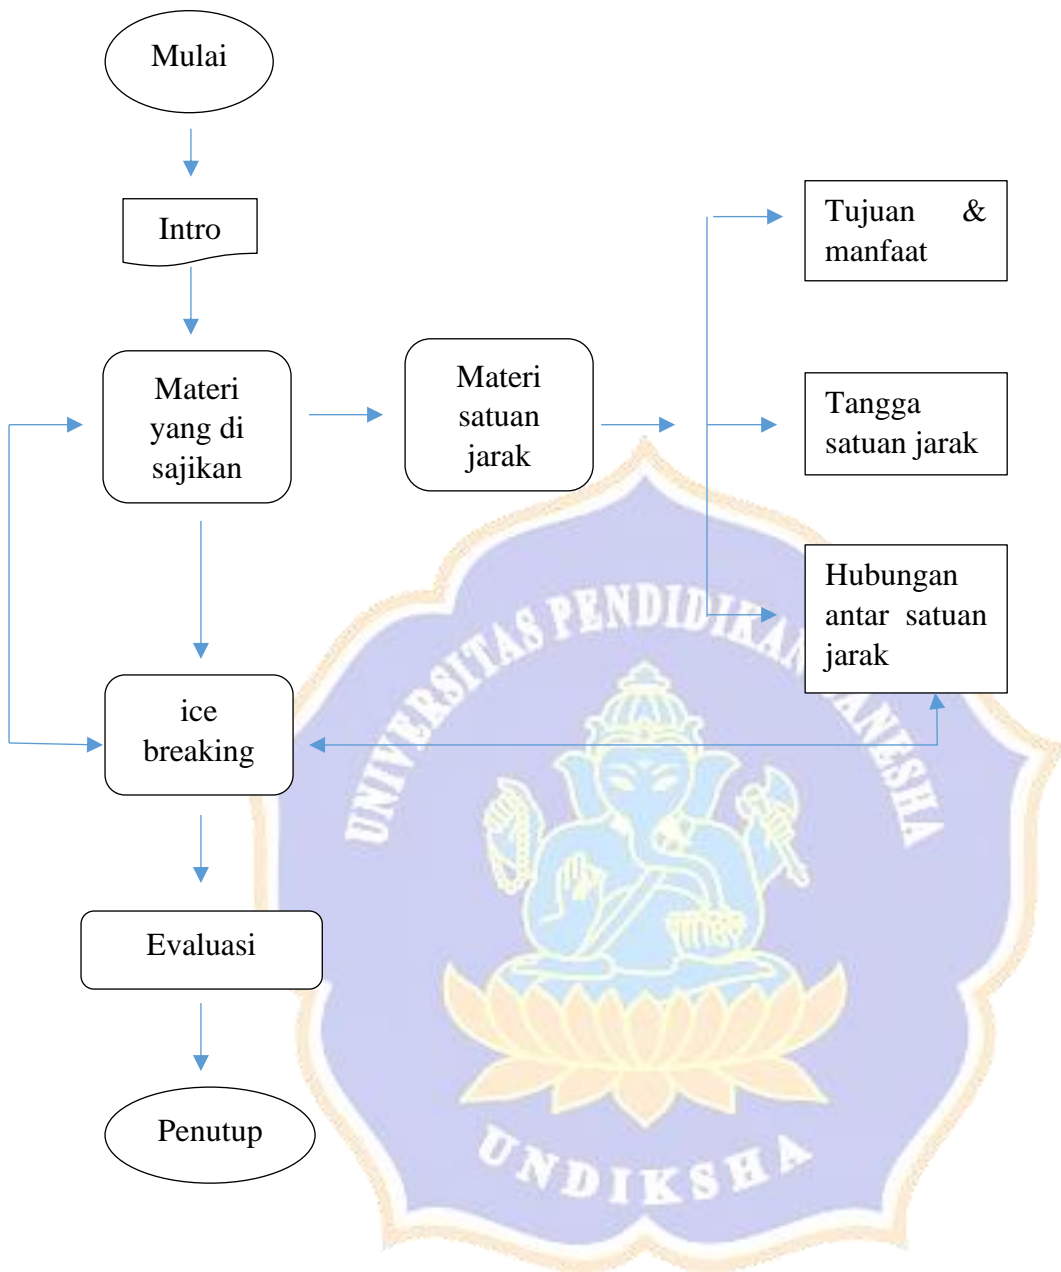 Mulai
Intro
Tujuan &
manfaat
Materi
yang di
sajikan
Materi
satuan
jarak
Tangga
satuan jarak
Hubungan
antar satuan
jarak
ice
breaking
Evaluasi
Penutup
UNIVERSITAS PENDIDIKAN GANESHA
UNDIKSHA